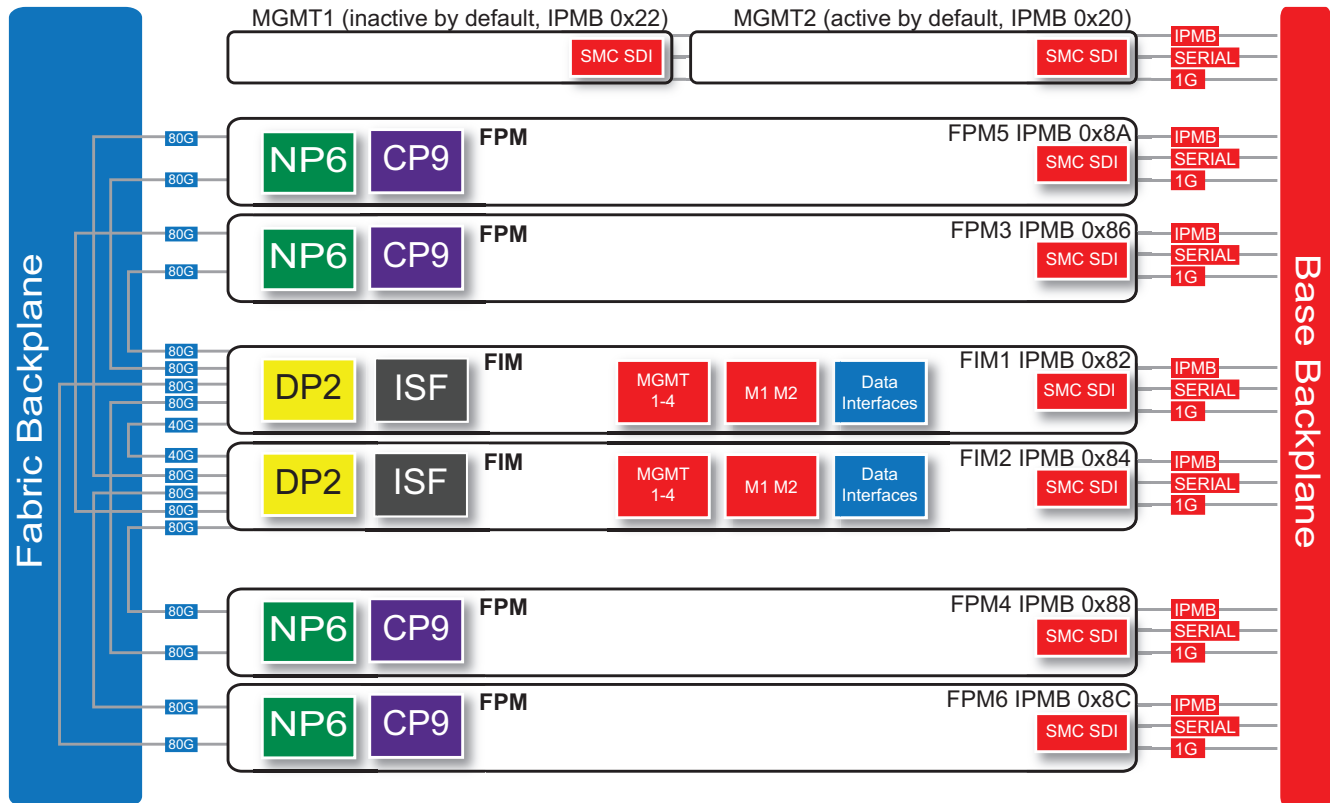 MGMT1 (inactive by default, IPMB 0x22)
MGMT2 (active by default, IPMB 0x20)
SMC SDI
SMC SDI
IPMB
SERIAL
1G
Fabric Backplane
Base Backplane
80G
80G
NP6
CP9
FPM
FPM5 IPMB 0x8A
SMC SDI
IPMB
SERIAL
1G
80G
80G
NP6
CP9
FPM
FPM3 IPMB 0x86
SMC SDI
IPMB
SERIAL
1G
80G
80G
80G
80G
40G
DP2
ISF
FIM
MGMT
1-4
M1 M2
Data
Interfaces
FIM1 IPMB 0x82
SMC SDI
IPMB
SERIAL
1G
40G
80G
80G
80G
80G
DP2
ISF
FIM
MGMT
1-4
M1 M2
Data
Interfaces
FIM2 IPMB 0x84
SMC SDI
IPMB
SERIAL
1G
80G
80G
NP6
CP9
FPM
FPM4 IPMB 0x88
SMC SDI
IPMB
SERIAL
1G
80G
80G
NP6
CP9
FPM
FPM6 IPMB 0x8C
SMC SDI
IPMB
SERIAL
1G